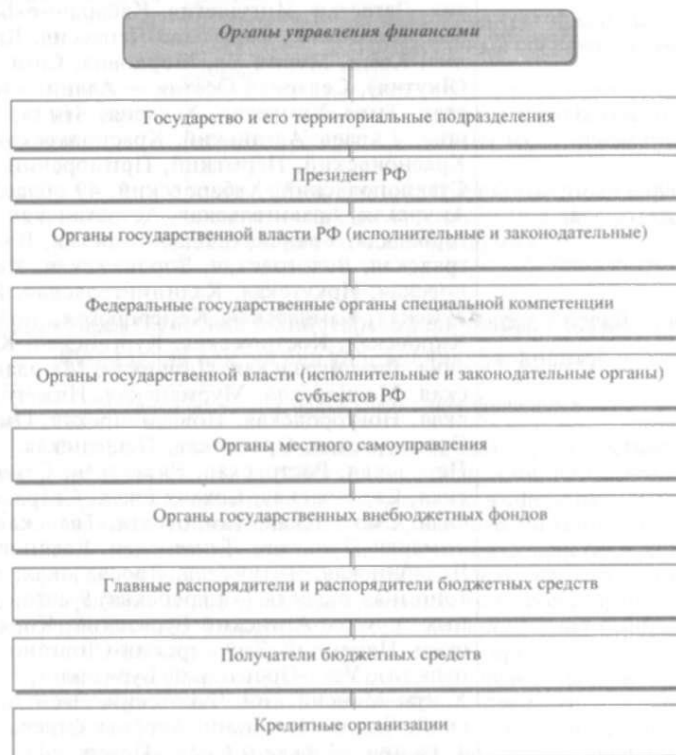 Органы управления финансами
Государство и его территориальные подразделения
Президент РФ
Органы государственной власти РФ (исполнительные и законодательные)
Федеральные государственные органы специальной компетенции
Органы государственной власти (исполнительные и законодательные органы)
субъектов РФ
Органы местного самоуправления
Органы государственных внебюджетных фондов
Главные распорядители и распорядители бюджетных средств
Получатели бюджетных средств
Кредитные организации